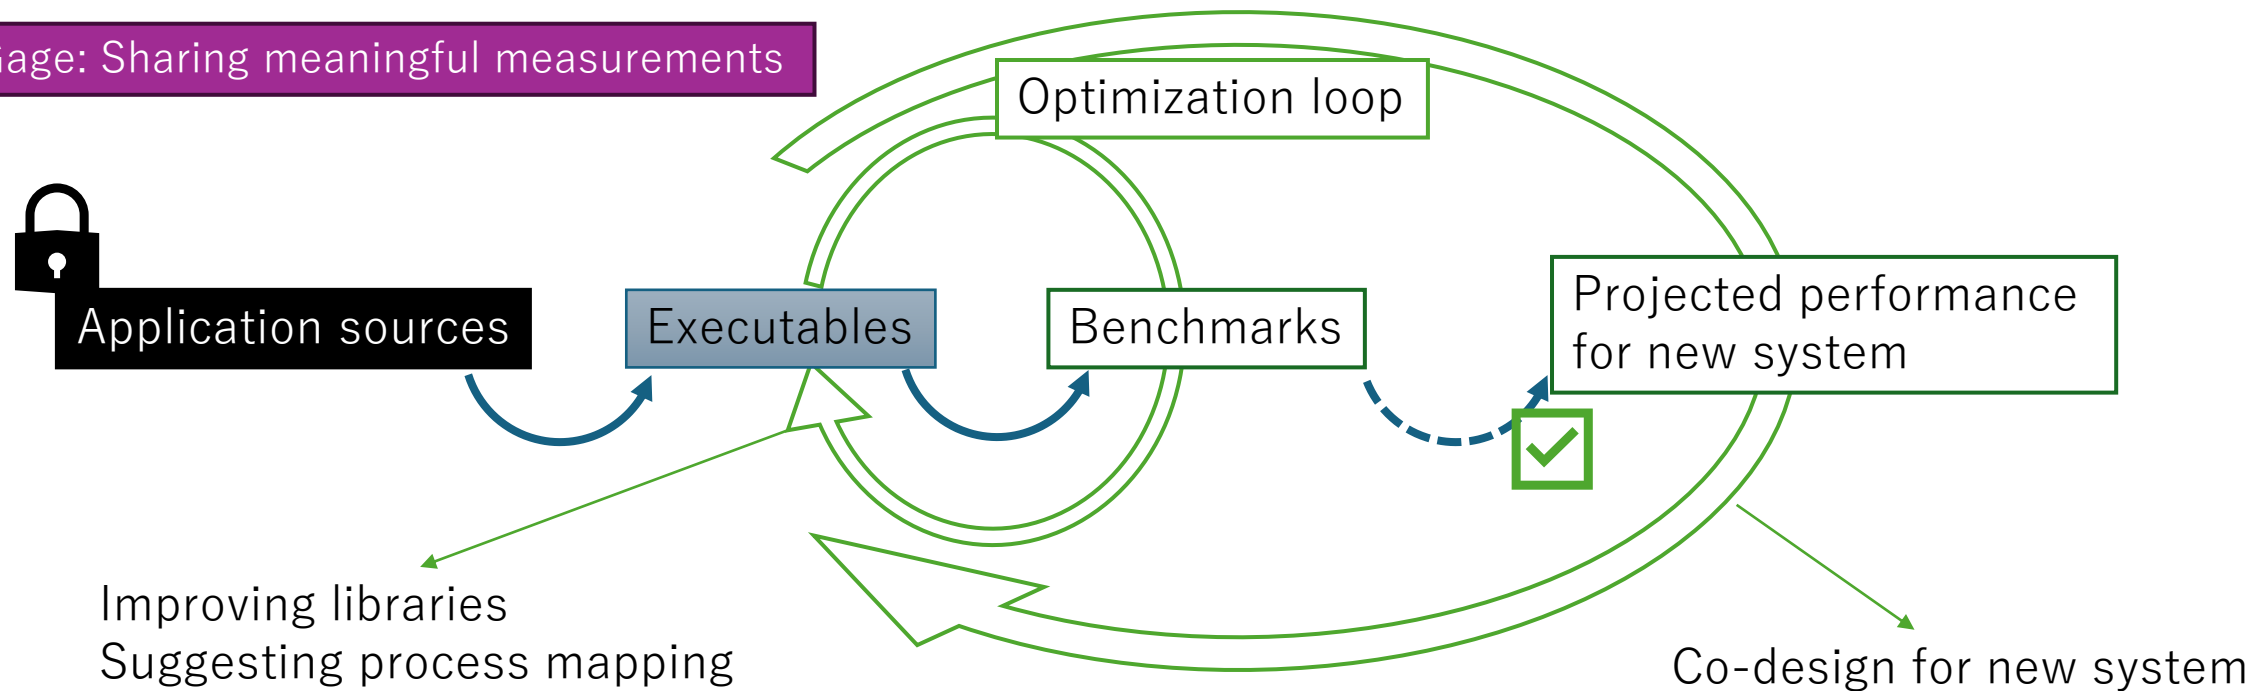 age: Sharing meaningful measurements
Optimization loop
Application sources
Executables
Benchmarks
Projected performance
for new system
Improving libraries
Suggesting process mapping
Co-design for new system